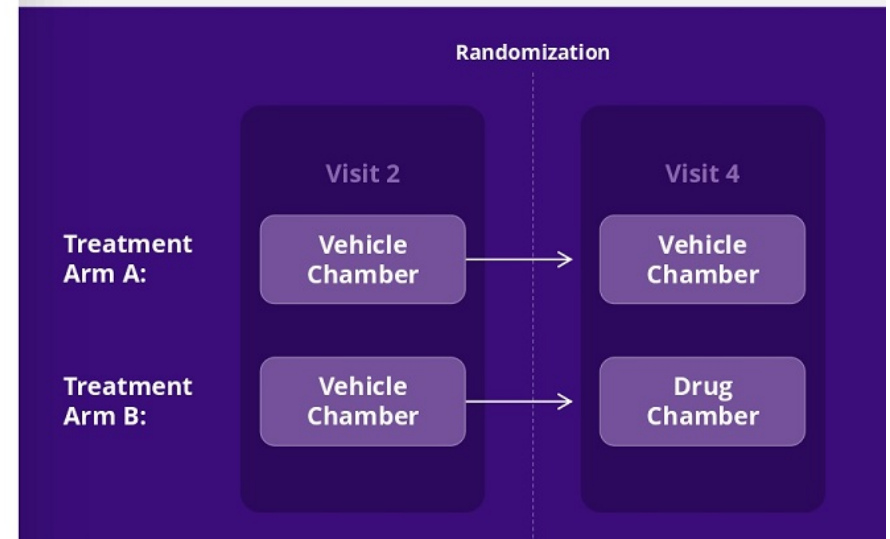 Randomization
Visit 2
Visit 4
Treatment
Arm A:
Vehicle
Chamber
Vehicle
Chamber
Treatment
Arm B:
Vehicle
Chamber
Drug
Chamber